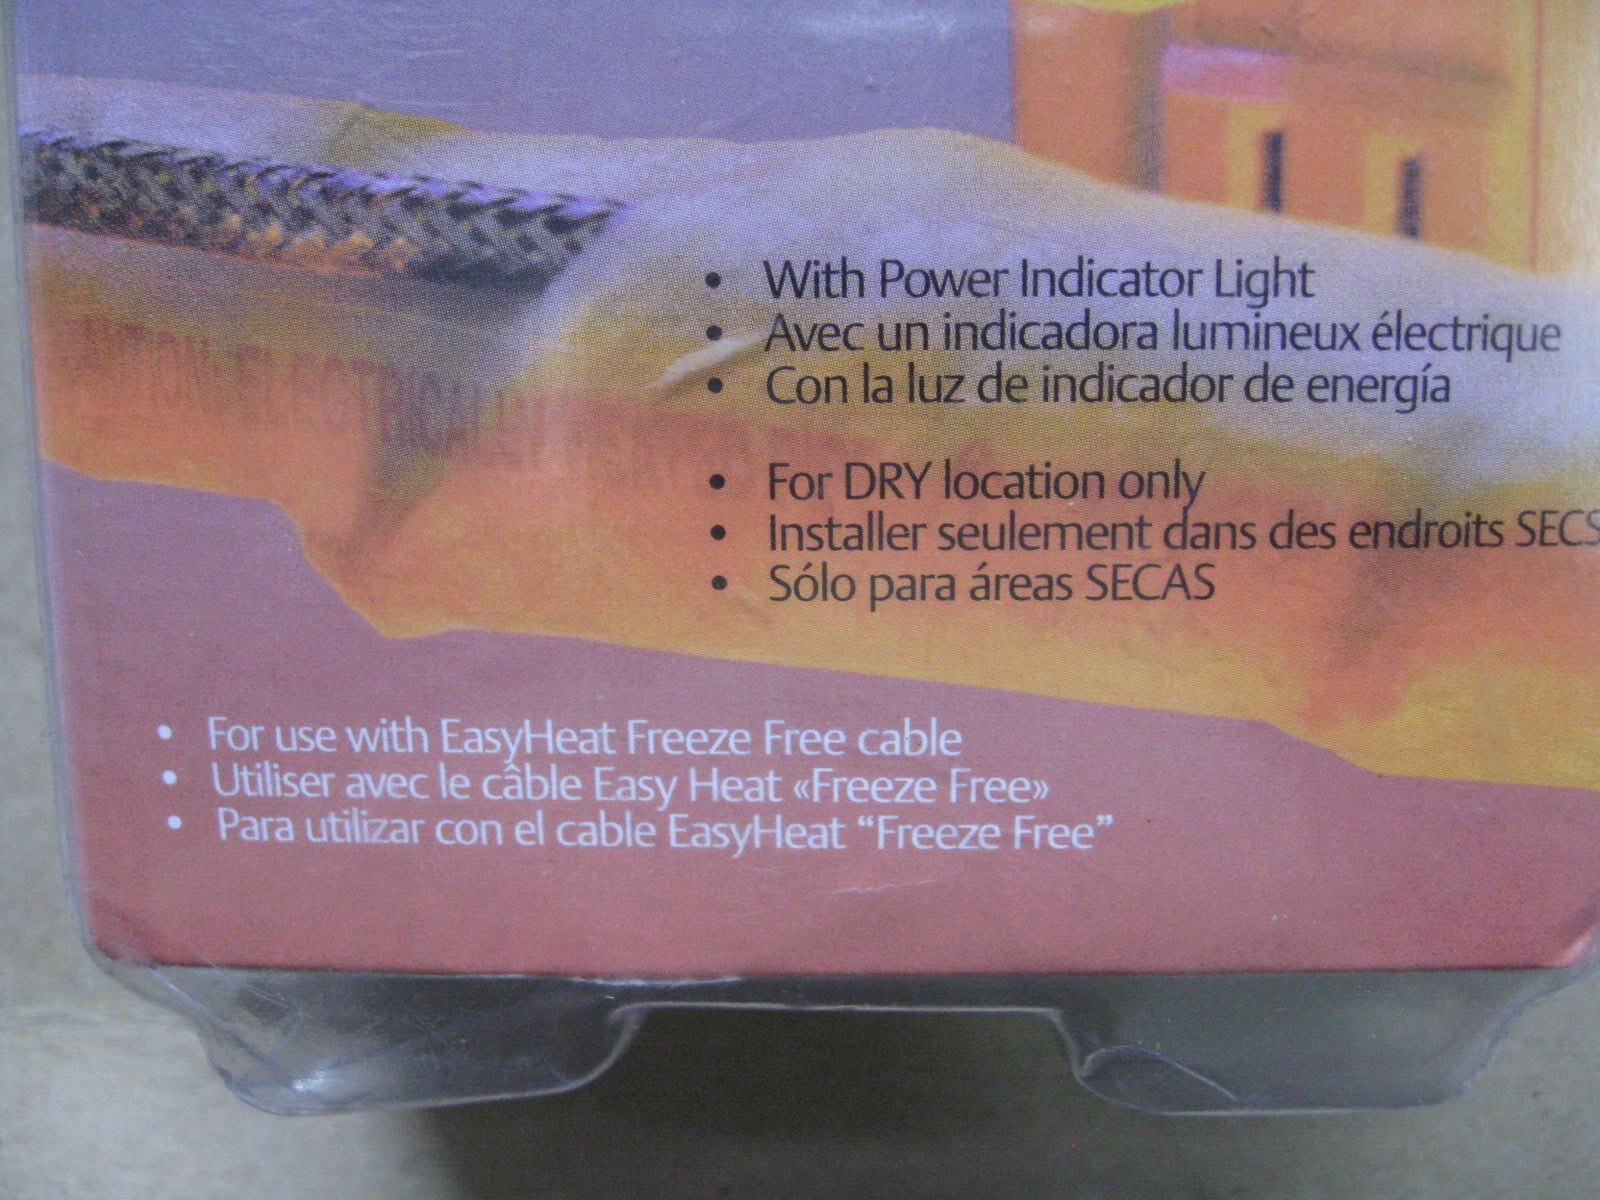 • With Power Indicator Light
• Avec un indicadora lumineux électrique
• Con la luz de indicador de energía
• For DRY location only
• Installer seulement dans des endroits SECS
• Sólo para áreas SECAS
• For use with EasyHeat Freeze Free cable
• Utiliser avec le câble Easy Heat «Freeze Free»
• Para utilizar con el cable EasyHeat “Freeze Free”